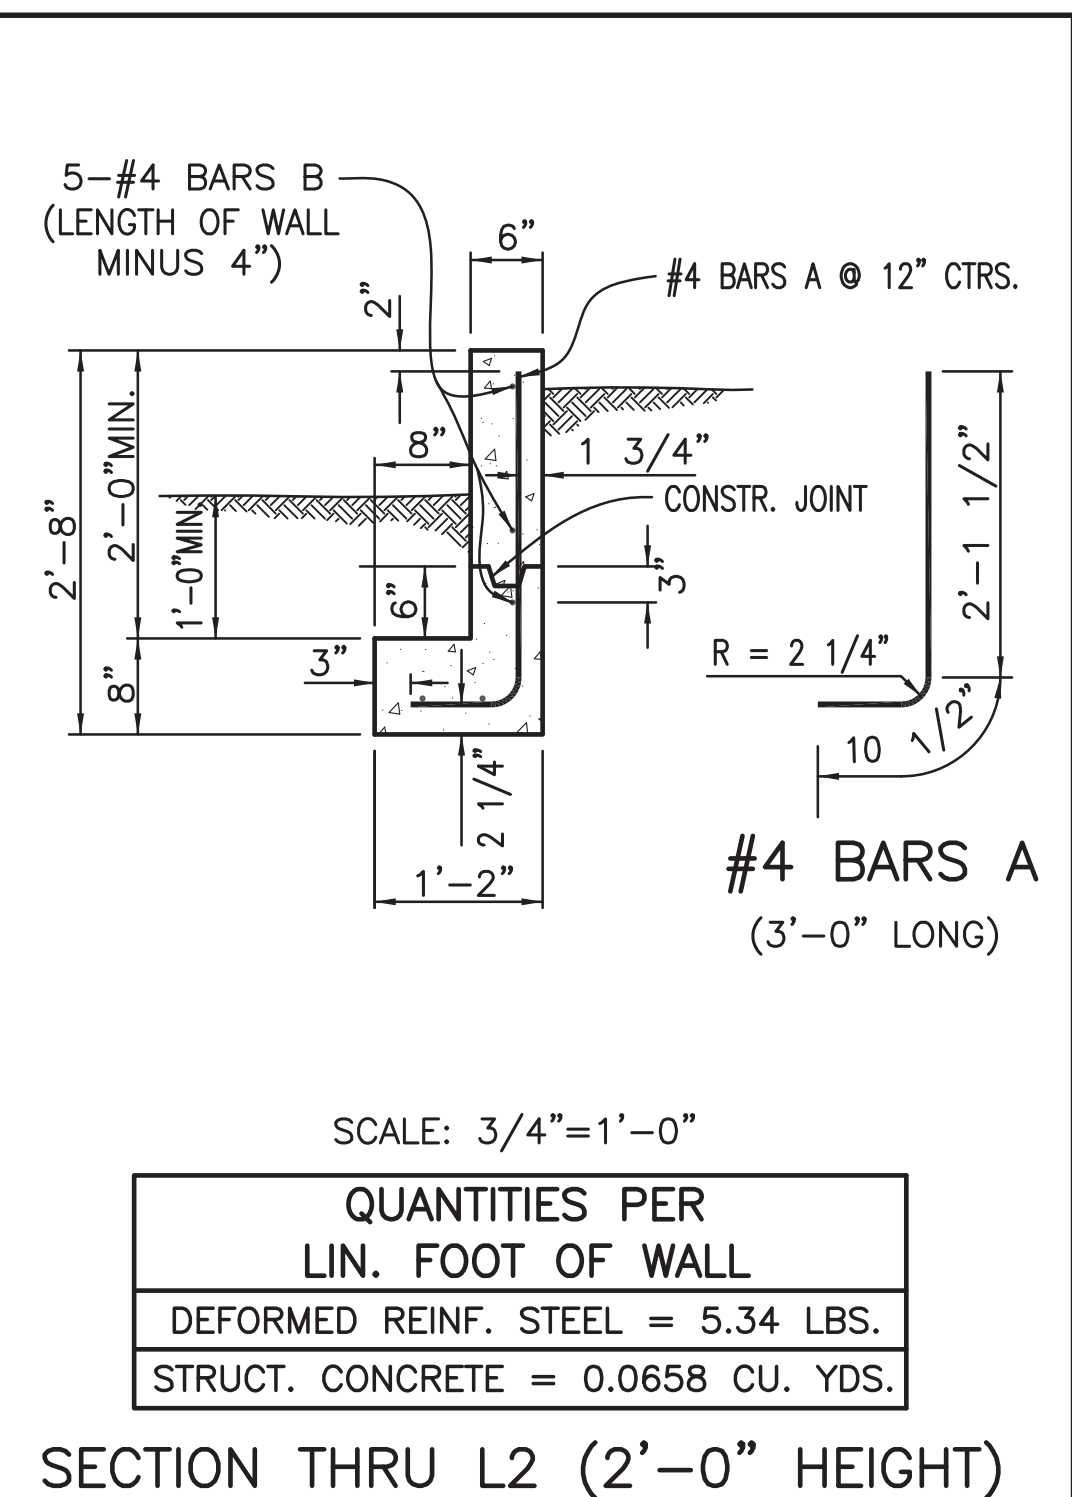 5-#4 BARS B
(LENGTH OF WALL
MINUS 4")
6"
#4 BARS A @ 12" CTRS.
2"
8"
1 3/4"
CONSTR. JOINT
2'-8"
2'-0"MIN.
1'-0"MIN
6"
3"
2'-1 1/2"
R = 2 1/4"
3"
8"
10 1/2"
2 1/4"
1'-2"
#4 BARS A
(3'-0" LONG)
SCALE: 3/4"=1'-0"
QUANTITIES PER
LIN. FOOT OF WALL
DEFORMED REINF. STEEL = 5.34 LBS.
STRUCT. CONCRETE = 0.0658 CU. YDS.
SECTION THRU L2 (2'-0" HEIGHT)